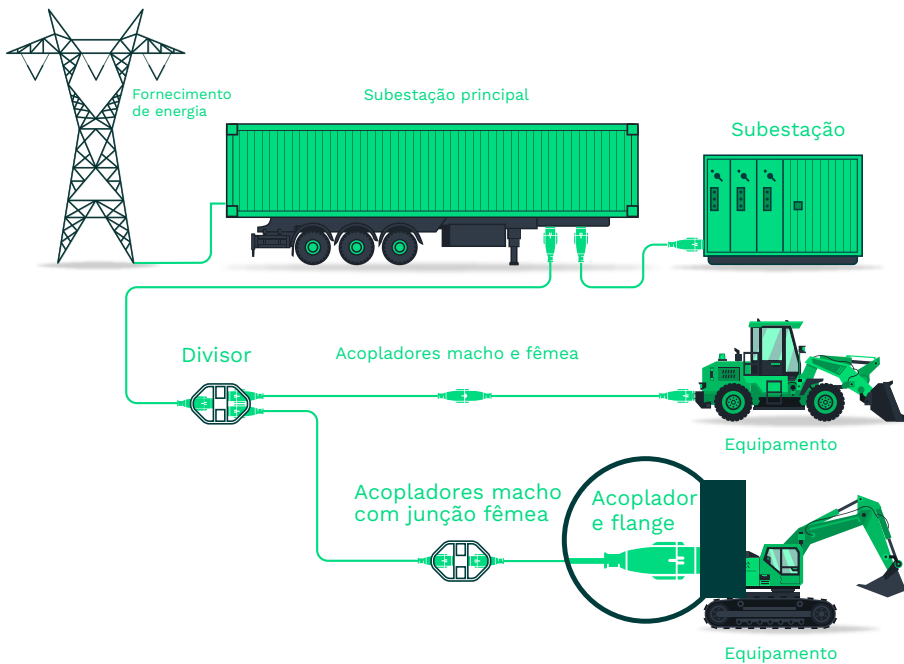 Fornecimento
de energia
Subestação principal
Subestação
Divisor
Acopladores macho e fêmea
Equipamento
Acopladores macho
com junção fêmea
Acoplador
e flange
Equipamento